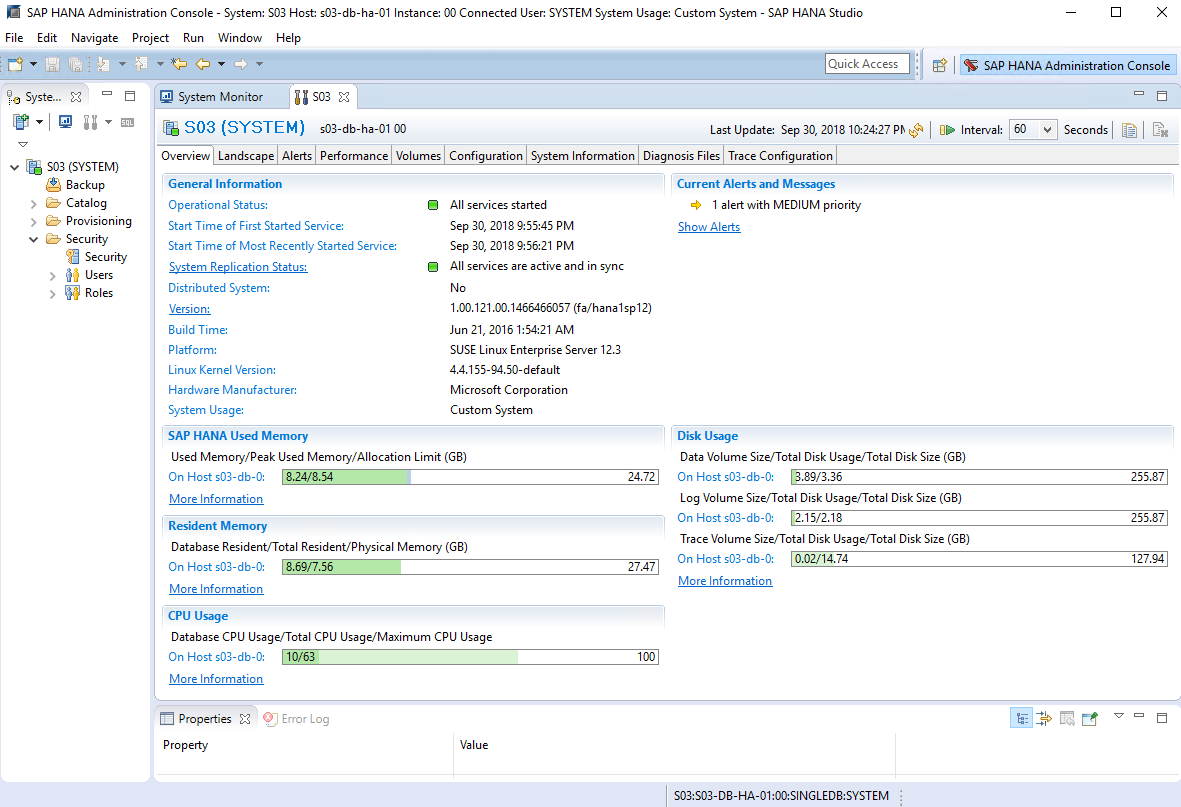 SAP HANA Administration Console - System: S03 Host: s03-db-ha-01 Instance: 00 Connected User: SYSTEM System Usage: Custom System - SAP HANA Studio
File Edit Navigate Project Run Window Help
Quick Access
SAP HANA Administration Console
Syste...
System Monitor
S03
SQL
S03 (SYSTEM)
Backup
Catalog
Provisioning
Security
Security
Users
Roles
S03 (SYSTEM) s03-db-ha-01 00
Last Update: Sep 30, 2018 10:24:27 PM
Interval: 60 Seconds
Overview Landscape Alerts Performance Volumes Configuration System Information Diagnosis Files Trace Configuration
General Information
Operational Status: All services started
Start Time of First Started Service: Sep 30, 2018 9:55:45 PM
Start Time of Most Recently Started Service: Sep 30, 2018 9:56:21 PM
System Replication Status: All services are active and in sync
Distributed System: No
Version: 1.00.121.00.1466466057 (fa/hana1sp12)
Build Time: Jun 21, 2016 1:54:21 AM
Platform: SUSE Linux Enterprise Server 12.3
Linux Kernel Version: 4.4.155-94.50-default
Hardware Manufacturer: Microsoft Corporation
System Usage: Custom System
Current Alerts and Messages
1 alert with MEDIUM priority
Show Alerts
SAP HANA Used Memory
Used Memory/Peak Used Memory/Allocation Limit (GB)
On Host s03-db-0: 8.24/8.54 24.72
More Information
Resident Memory
Database Resident/Total Resident/Physical Memory (GB)
On Host s03-db-0: 8.69/7.56 27.47
More Information
CPU Usage
Database CPU Usage/Total CPU Usage/Maximum CPU Usage
On Host s03-db-0: 10/63 100
More Information
Disk Usage
Data Volume Size/Total Disk Usage/Total Disk Size (GB)
On Host s03-db-0: 3.89/3.36 255.87
Log Volume Size/Total Disk Usage/Total Disk Size (GB)
On Host s03-db-0: 2.15/2.18 255.87
Trace Volume Size/Total Disk Usage/Total Disk Size (GB)
On Host s03-db-0: 0.02/14.74 127.94
More Information
Properties
Error Log
Property Value
S03:S03-DB-HA-01:00:SINGLEDB:SYSTEM